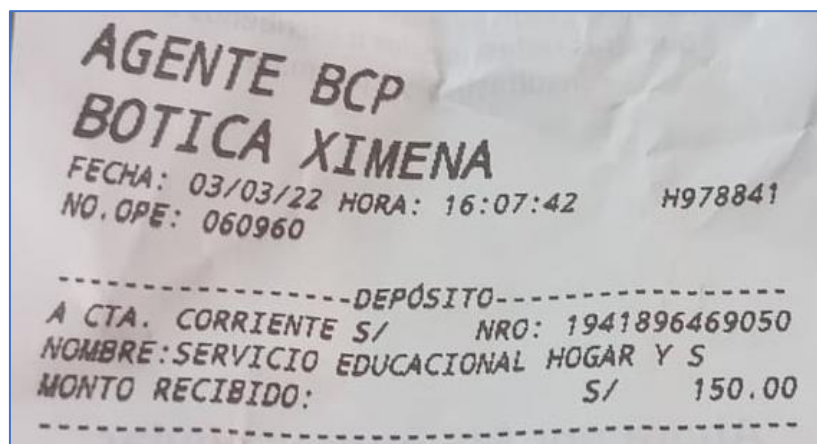 AGENTE BCP
BOTICA XIMENA
FECHA: 03/03/22 HORA: 16:07:42 H978841
NO.OPE: 060960
-----------------DEPÓSITO-----------------
A CTA. CORRIENTE S/ NRO: 1941896469050
NOMBRE:SERVICIO EDUCACIONAL HOGAR Y S
MONTO RECIBIDO: S/ 150.00
------------------------------------------